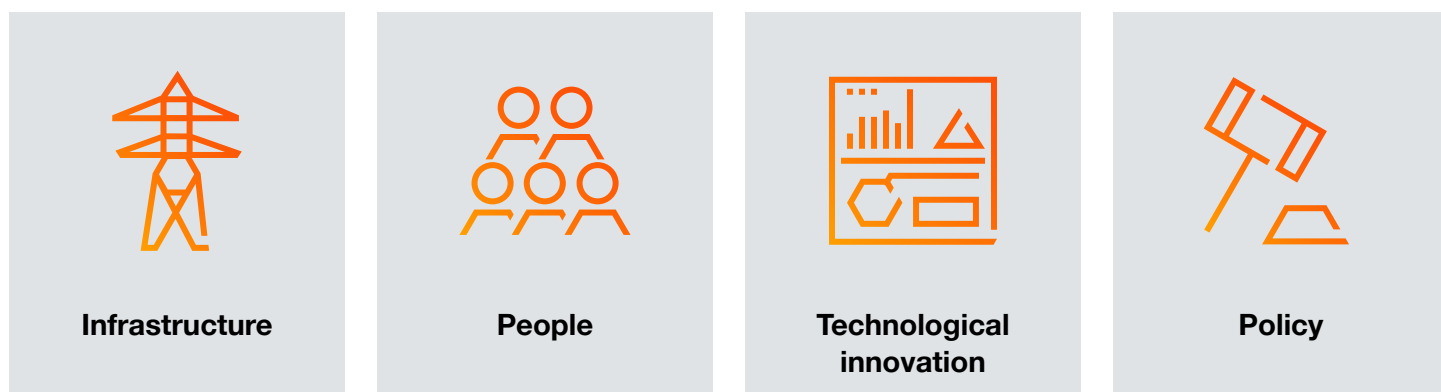 Infrastructure
People
Technological
innovation
Policy